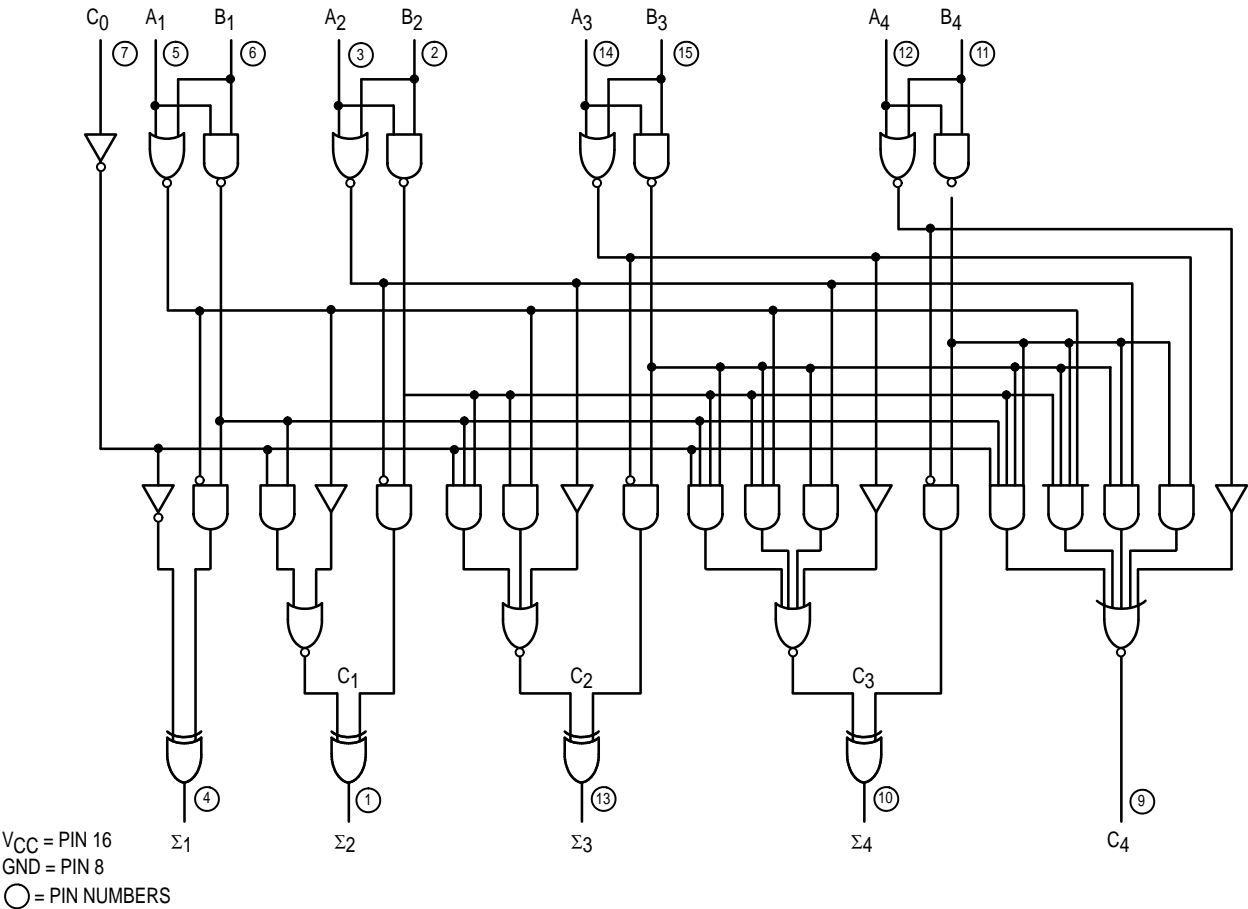 C0 A1 B1 A2 B2 A3 B3 A4 B4
7 5 6 3 2 14 15 12 11
C1 C2 C3
4 1 13 10 9
Σ1 Σ2 Σ3 Σ4 C4
VCC = PIN 16
GND = PIN 8
= PIN NUMBERS